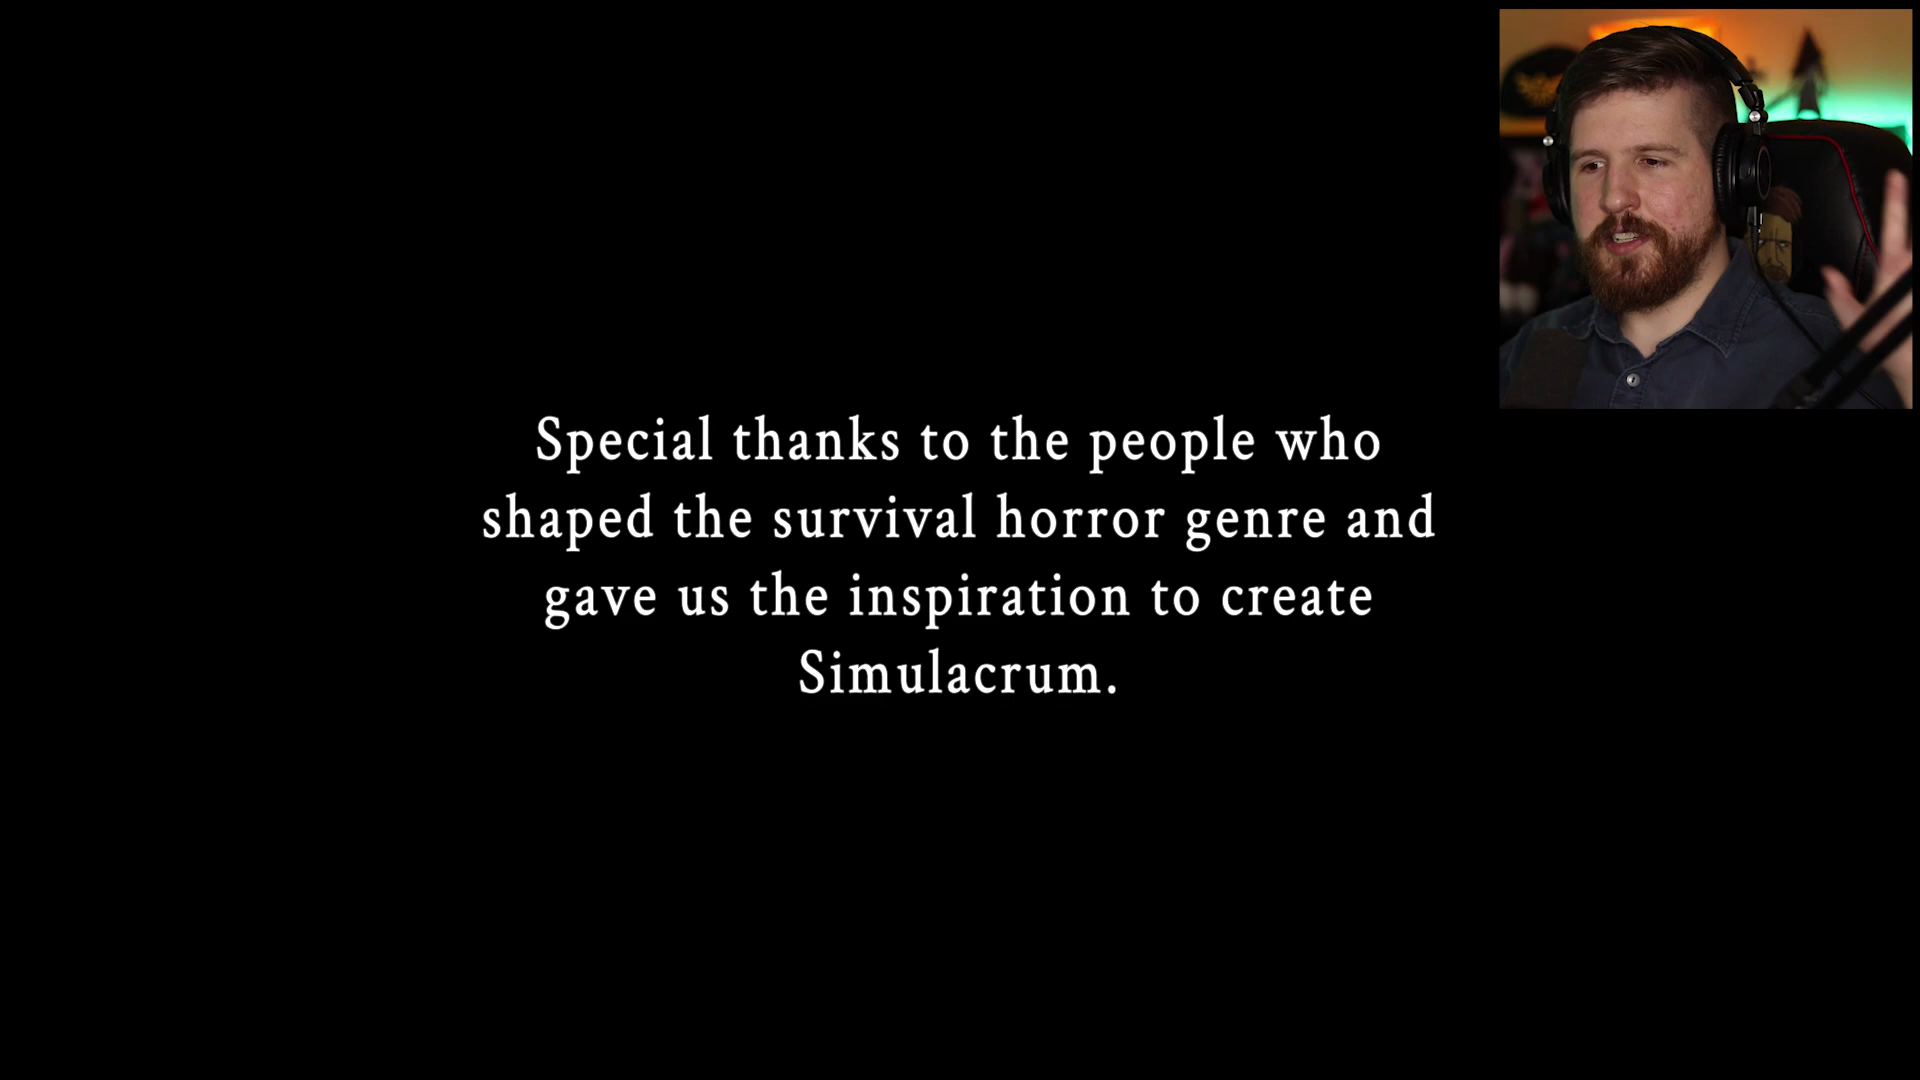 Special thanks to the people who
shaped the survival horror genre and
gave us the inspiration to create
Simulacrum.